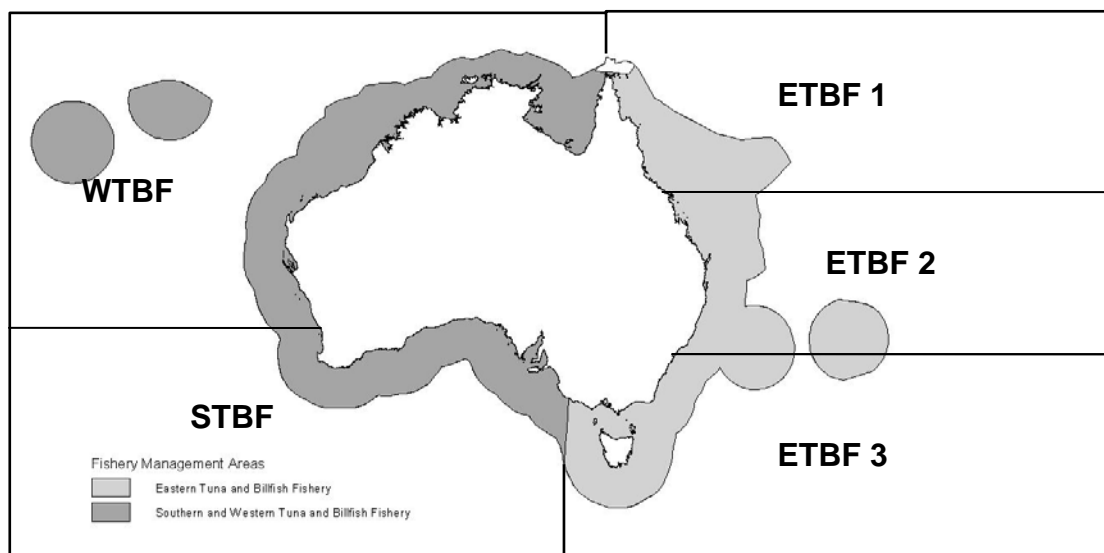 ETBF 1
WTBF
ETBF 2
STBF
ETBF 3
Fishery Management Areas
Eastern Tuna and Billfish Fishery
Southern and Western Tuna and Billfish Fishery